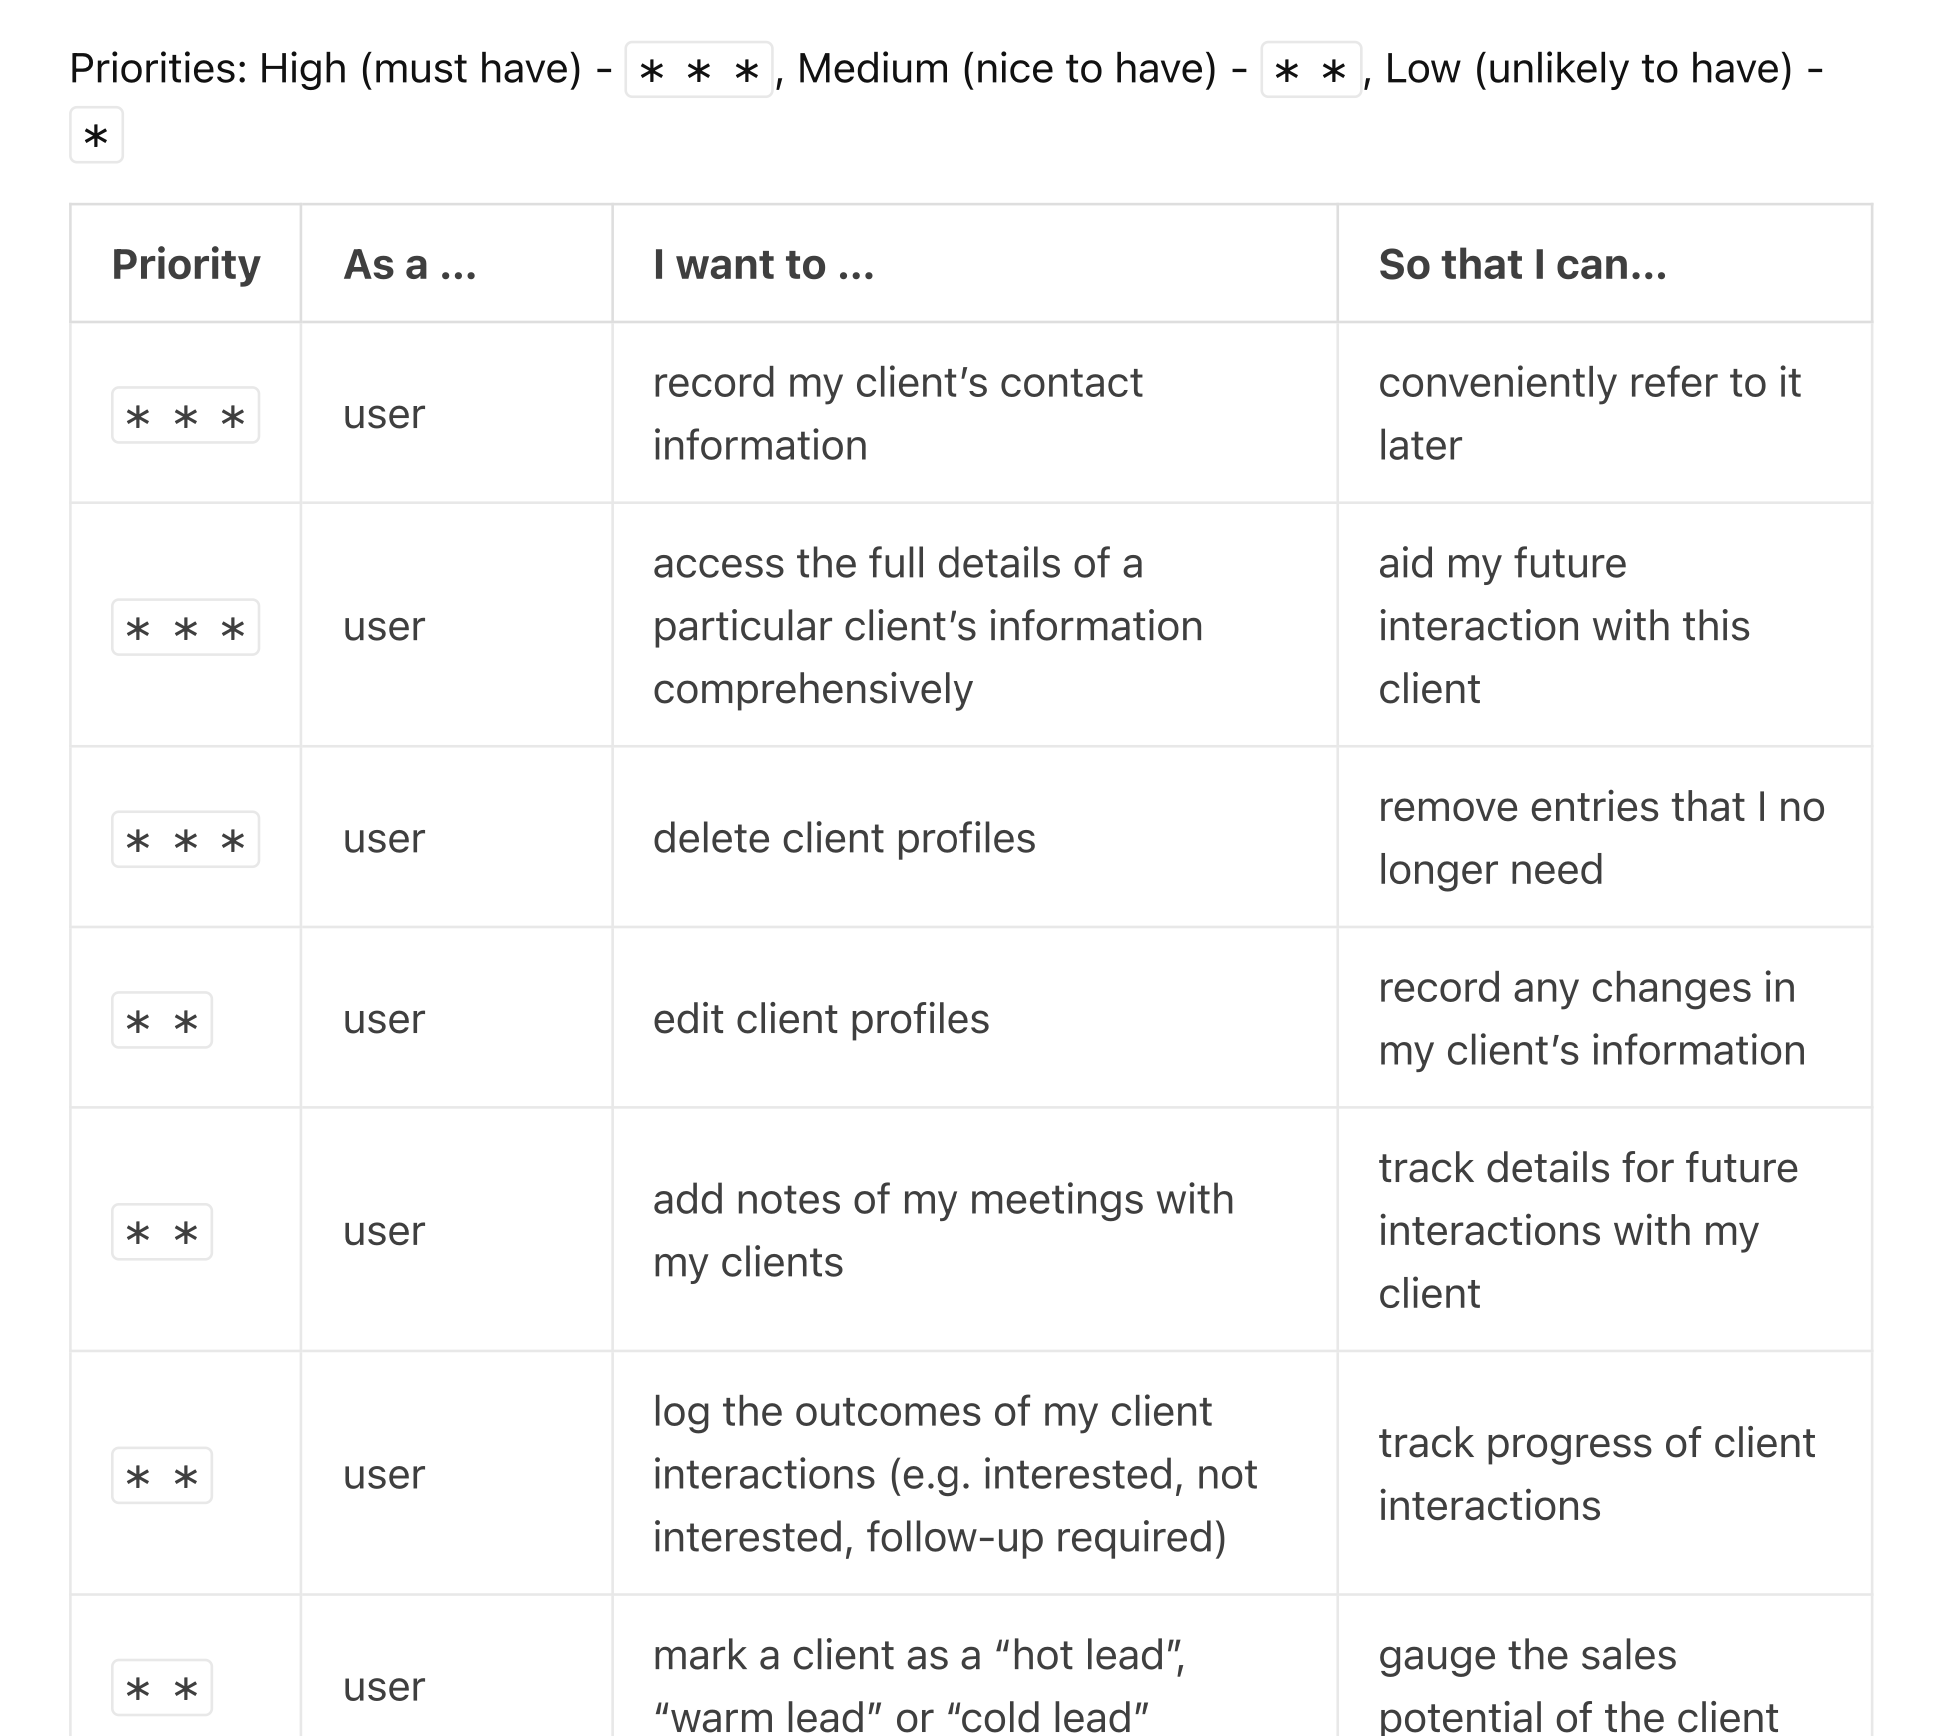 Priorities: High (must have) - * * *, Medium (nice to have) - * *, Low (unlikely to have) -
*
Priority As a ... I want to ... So that I can...
* * * user record my client’s contact information conveniently refer to it later
* * * user access the full details of a particular client’s information comprehensively aid my future interaction with this client
* * * user delete client profiles remove entries that I no longer need
* * user edit client profiles record any changes in my client’s information
* * user add notes of my meetings with my clients track details for future interactions with my client
* * user log the outcomes of my client interactions (e.g. interested, not interested, follow-up required) track progress of client interactions
* * user mark a client as a “hot lead”, “warm lead” or “cold lead” gauge the sales potential of the client